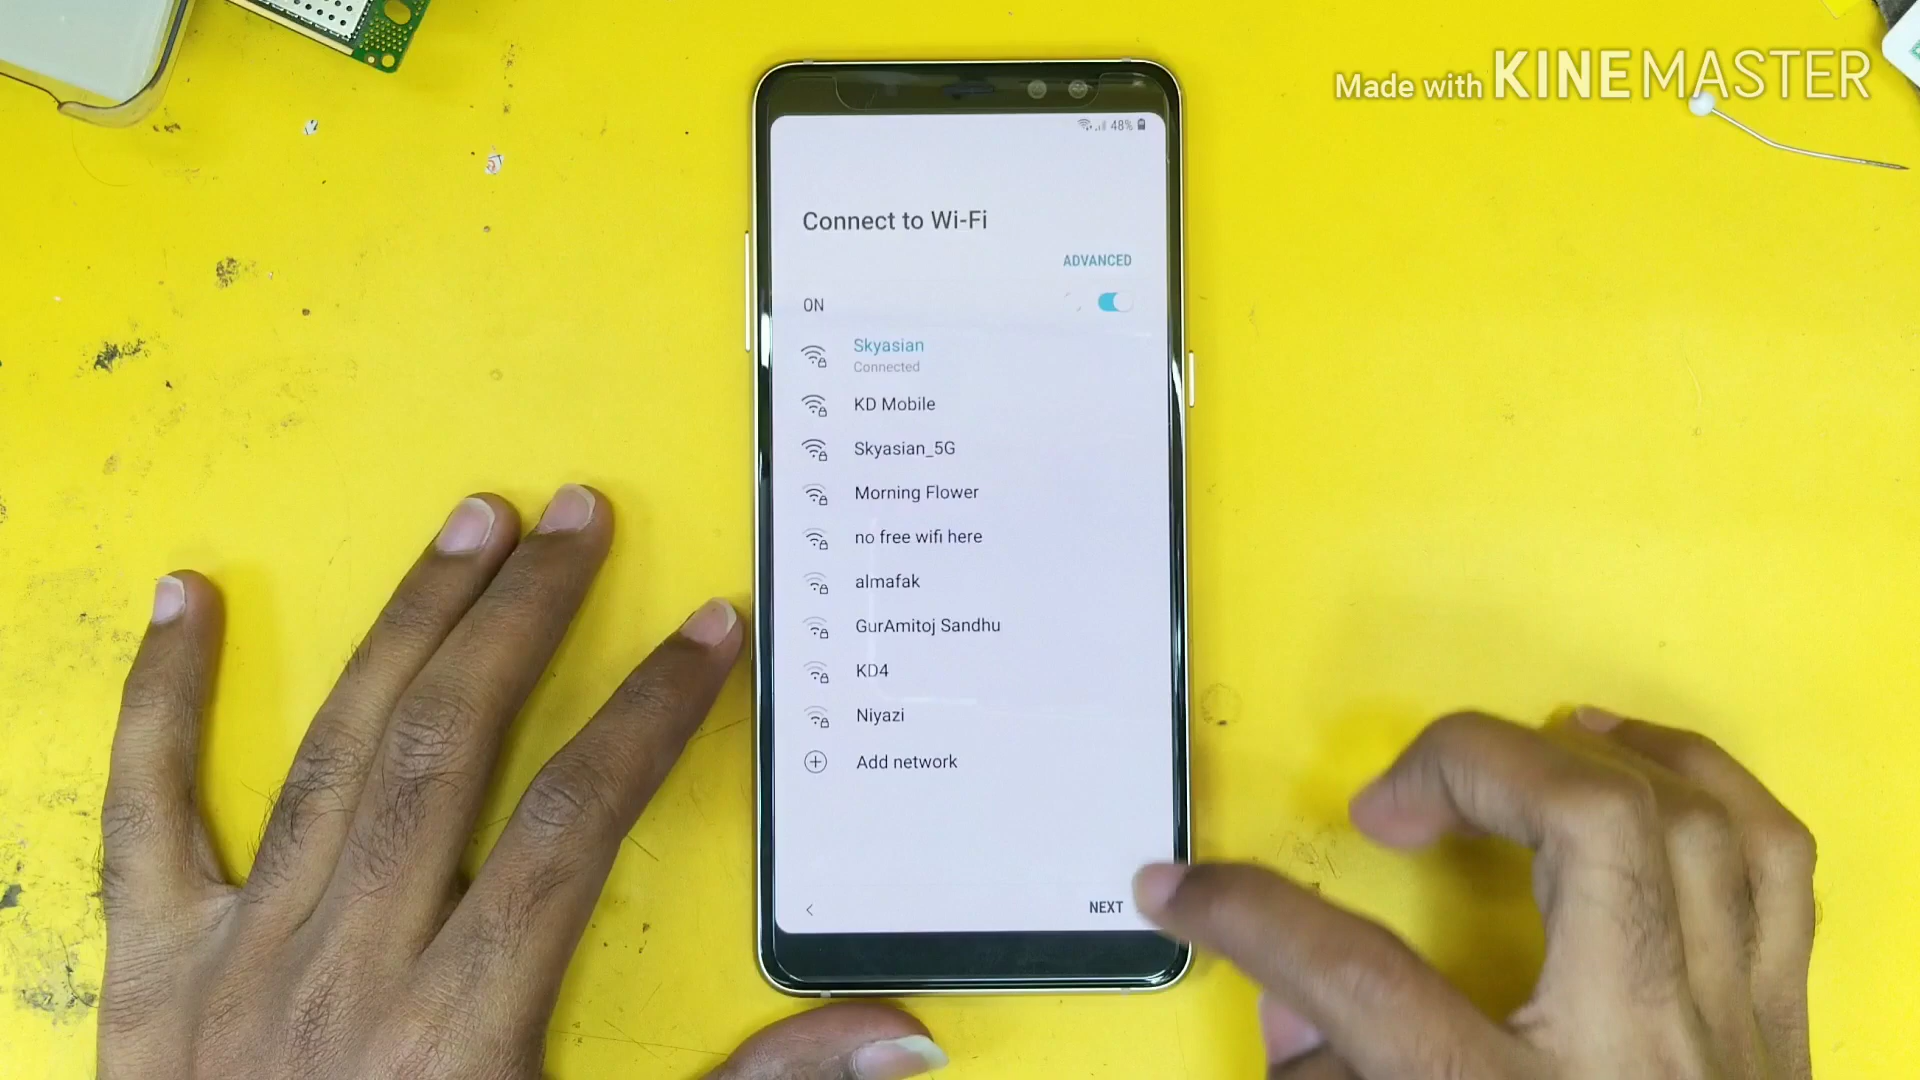 Made with KINEMASTER
48%
Connect to Wi-Fi
ADVANCED
ON
Skyasian
Connected
KD Mobile
Skyasian_5G
Morning Flower
no free wifi here
almafak
GurAmitoj Sandhu
KD4
Niyazi
Add network
NEXT